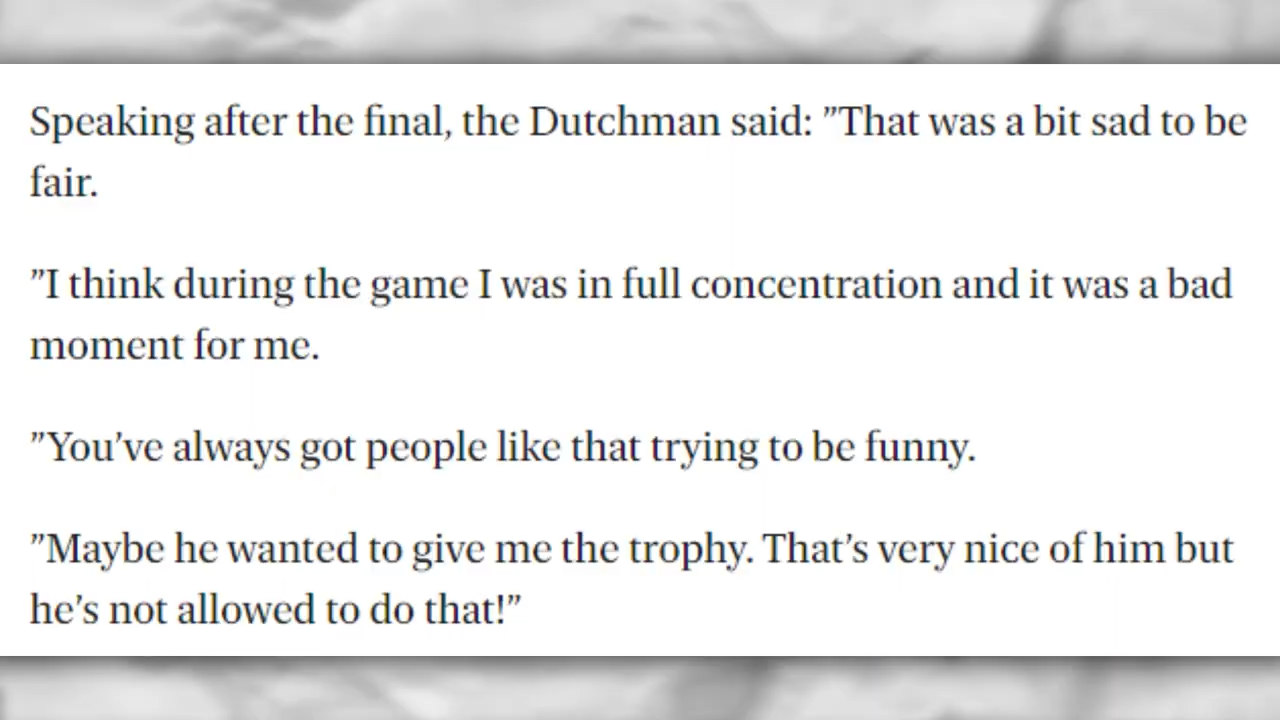 Speaking after the final, the Dutchman said: ”That was a bit sad to be
fair.
”I think during the game I was in full concentration and it was a bad
moment for me.
”You’ve always got people like that trying to be funny.
”Maybe he wanted to give me the trophy. That’s very nice of him but
he’s not allowed to do that!”